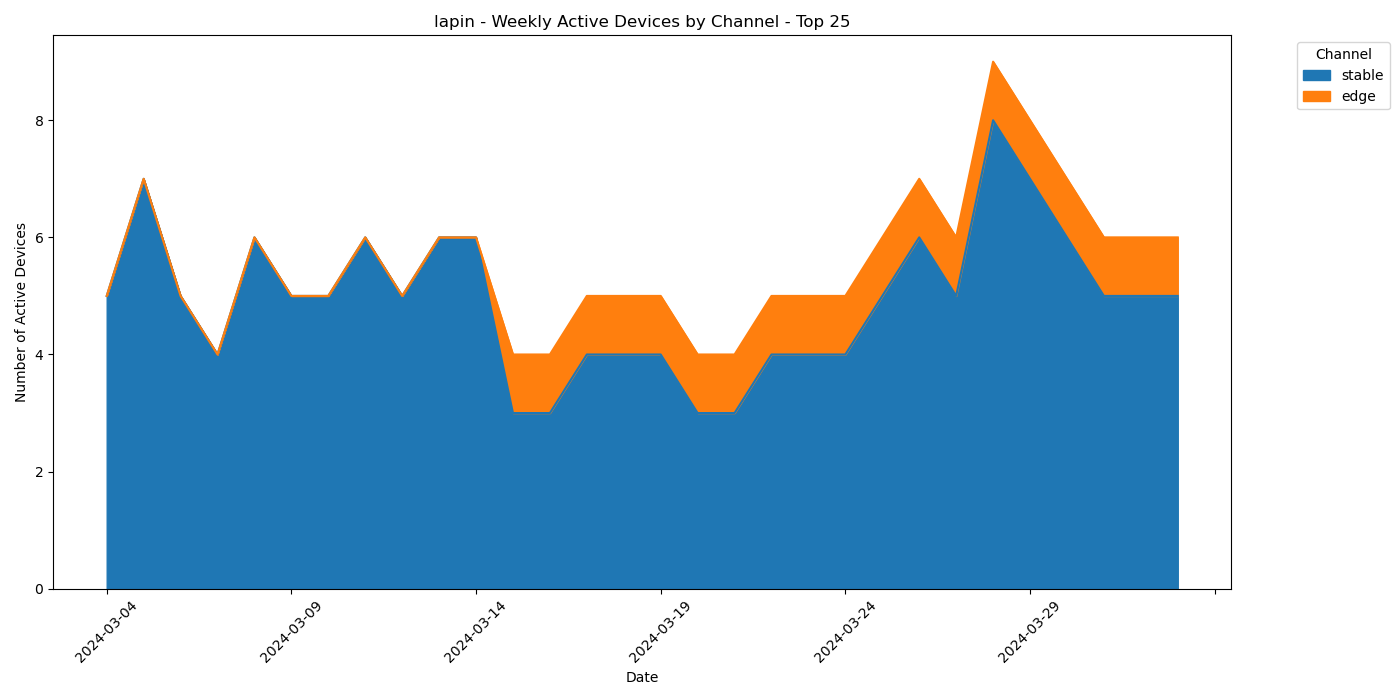 lapin - Weekly Active Devices by Channel - Top 25
Channel
stable
edge
Number of Active Devices
8
6
4
2
0
2024-03-04
2024-03-09
2024-03-14
2024-03-19
2024-03-24
2024-03-29
Date